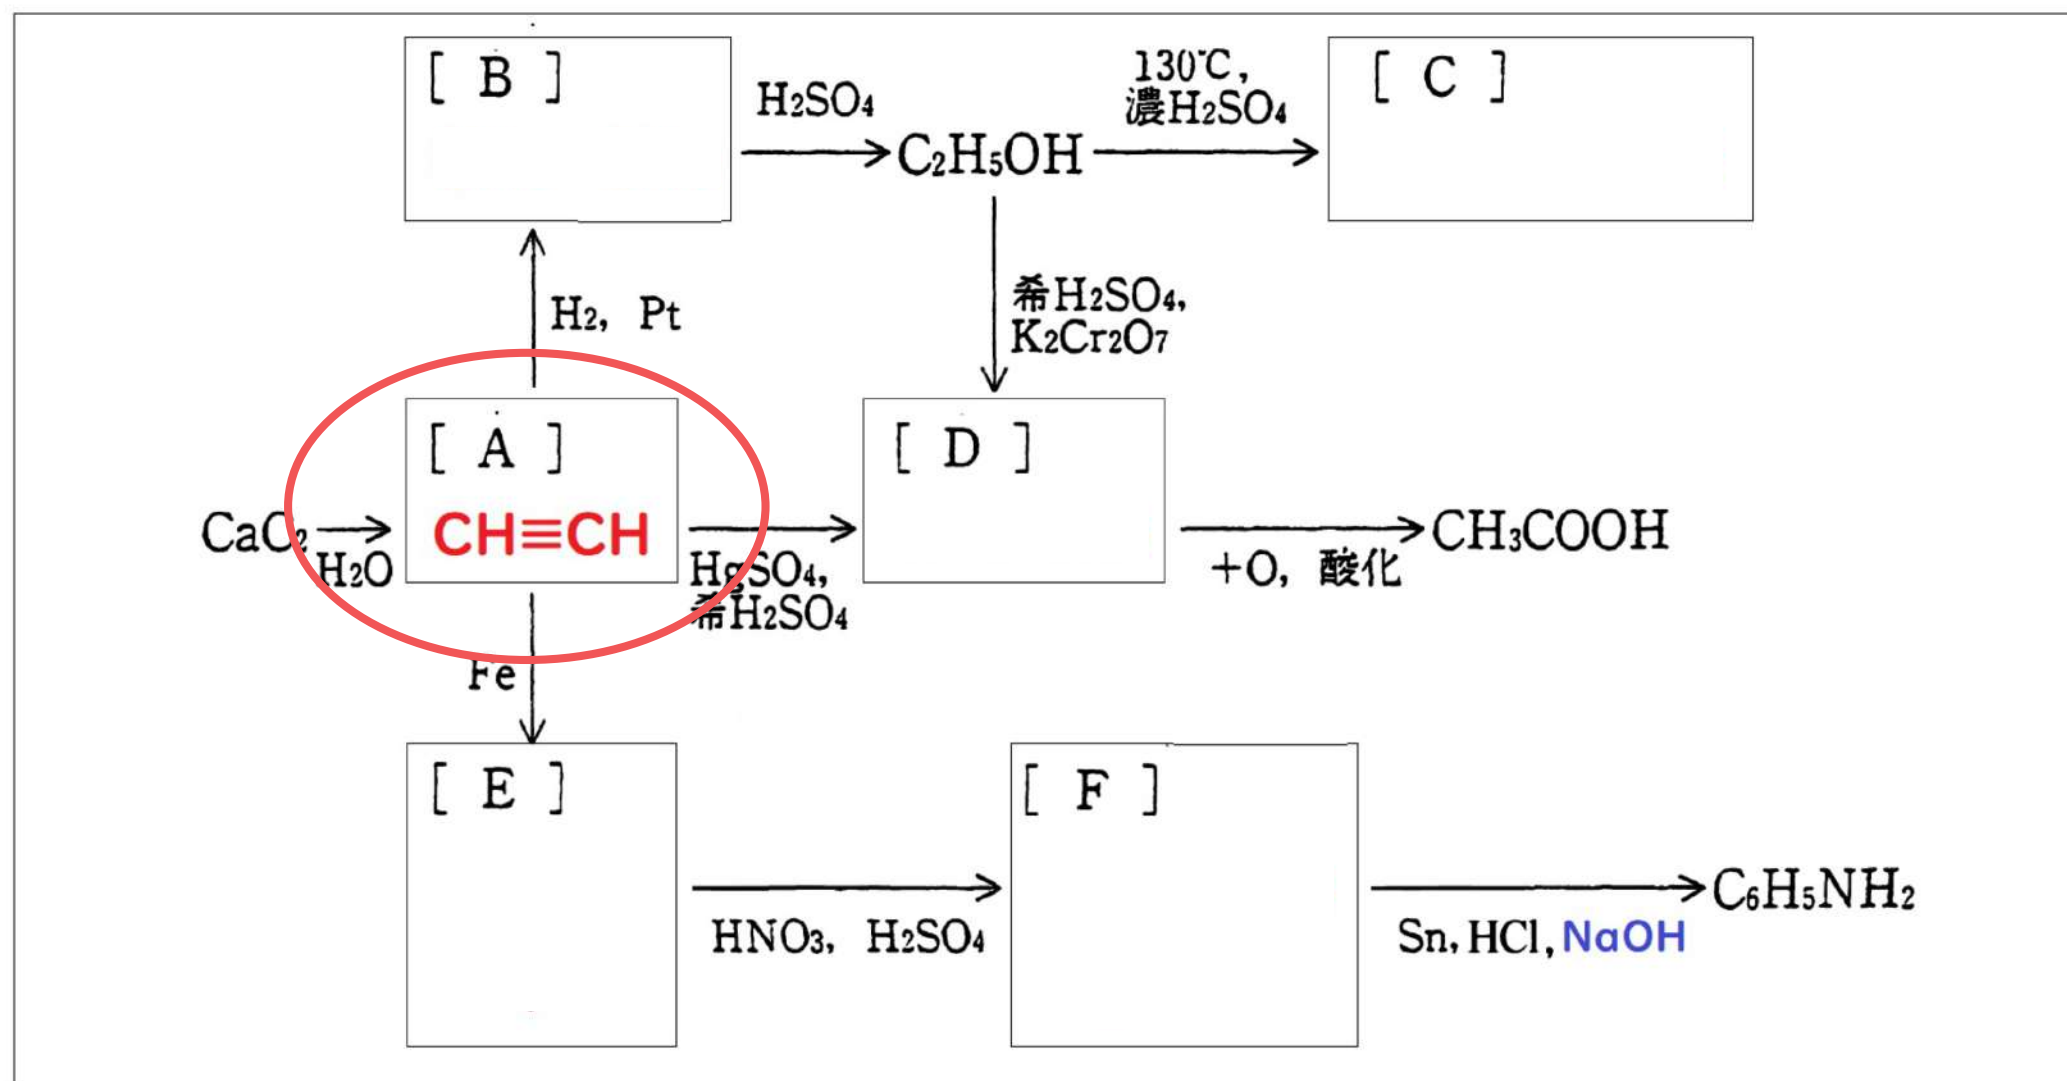 [ B ]
H₂SO₄
130℃,
濃H₂SO₄
[ C ]
C₂H₅OH
H₂, Pt
希H₂SO₄,
K₂Cr₂O₇
[ A ]
[ D ]
CaC₂
H₂O
CH≡CH
HgSO₄,
希H₂SO₄
+O, 酸化
CH₃COOH
Fe
[ E ]
[ F ]
HNO₃, H₂SO₄
Sn, HCl, NaOH
C₆H₅NH₂